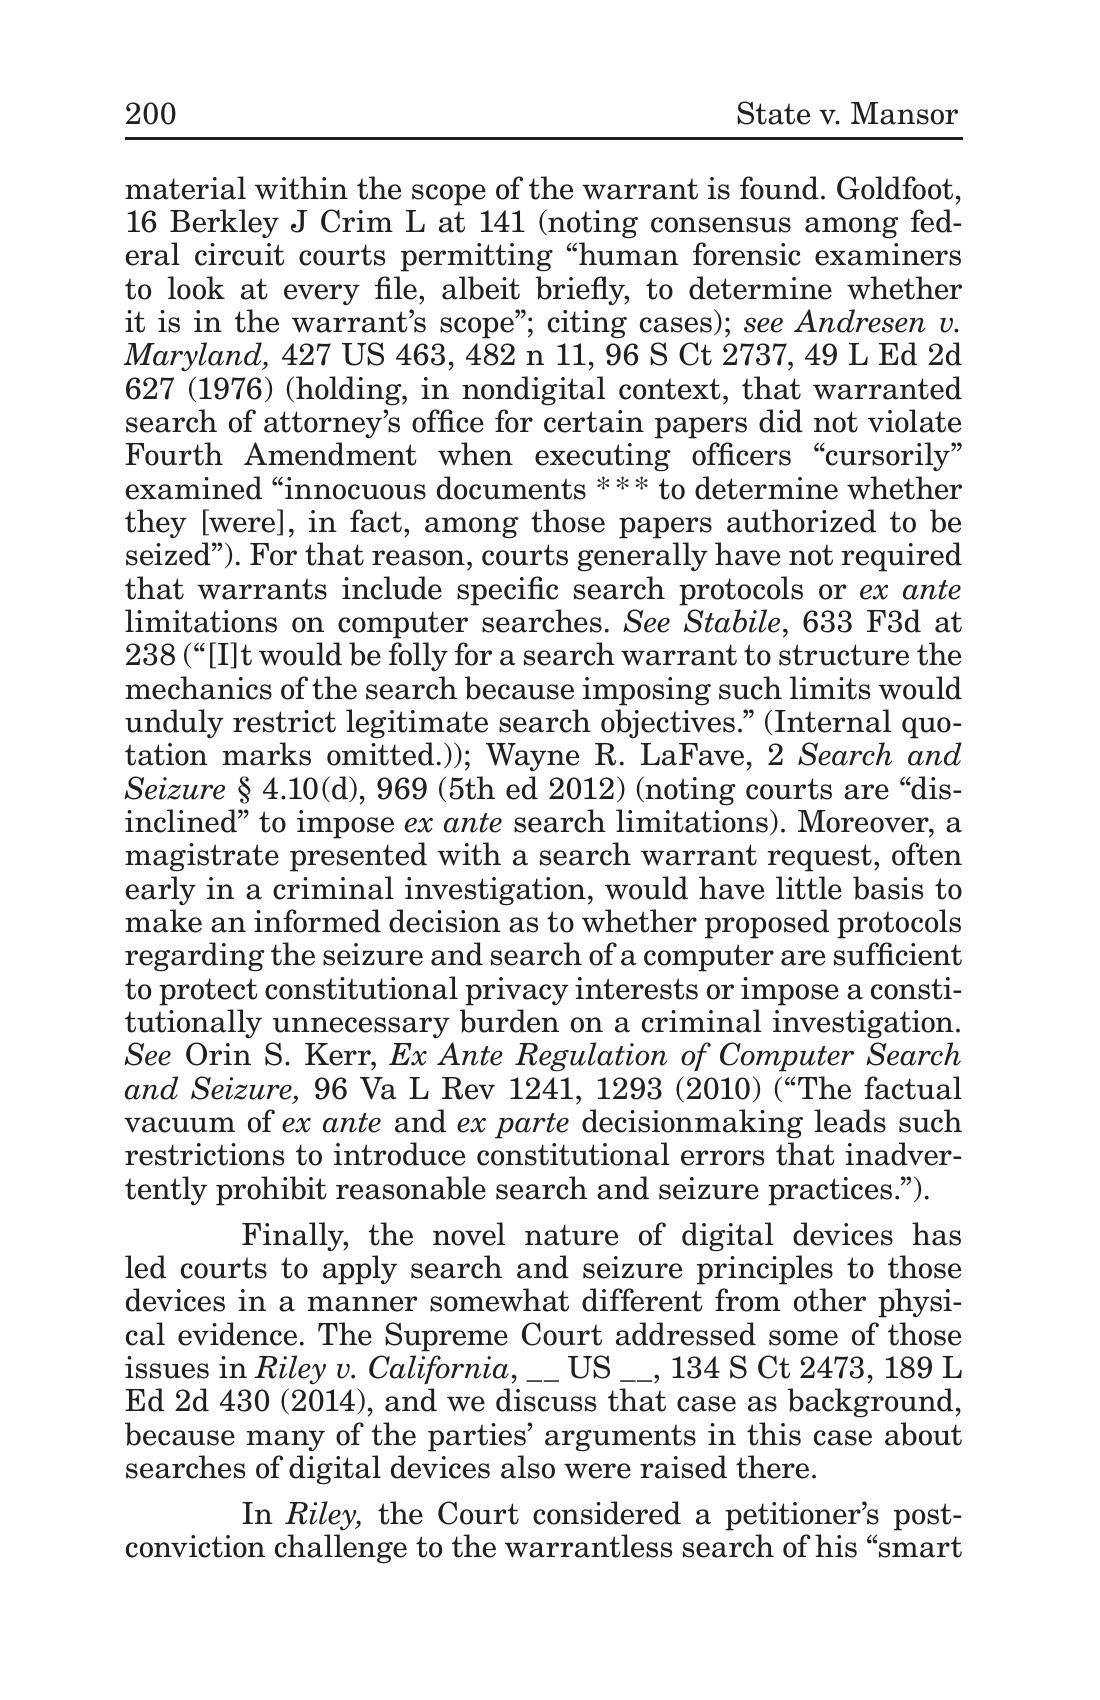 200 State v. Mansor
material within the scope of the warrant is found. Goldfoot,
16 Berkley J Crim L at 141 (noting consensus among fed-
eral circuit courts permitting “human forensic examiners
to look at every file, albeit briefly, to determine whether
it is in the warrant’s scope”; citing cases); see Andresen v.
Maryland, 427 US 463, 482 n 11, 96 S Ct 2737, 49 L Ed 2d
627 (1976) (holding, in nondigital context, that warranted
search of attorney’s office for certain papers did not violate
Fourth Amendment when executing officers “cursorily”
examined “innocuous documents * * * to determine whether
they [were], in fact, among those papers authorized to be
seized”). For that reason, courts generally have not required
that warrants include specific search protocols or ex ante
limitations on computer searches. See Stabile, 633 F3d at
238 (“[I]t would be folly for a search warrant to structure the
mechanics of the search because imposing such limits would
unduly restrict legitimate search objectives.” (Internal quo-
tation marks omitted.)); Wayne R. LaFave, 2 Search and
Seizure § 4.10(d), 969 (5th ed 2012) (noting courts are “dis-
inclined” to impose ex ante search limitations). Moreover, a
magistrate presented with a search warrant request, often
early in a criminal investigation, would have little basis to
make an informed decision as to whether proposed protocols
regarding the seizure and search of a computer are sufficient
to protect constitutional privacy interests or impose a consti-
tutionally unnecessary burden on a criminal investigation.
See Orin S. Kerr, Ex Ante Regulation of Computer Search
and Seizure, 96 Va L Rev 1241, 1293 (2010) (“The factual
vacuum of ex ante and ex parte decisionmaking leads such
restrictions to introduce constitutional errors that inadver-
tently prohibit reasonable search and seizure practices.”).
Finally, the novel nature of digital devices has
led courts to apply search and seizure principles to those
devices in a manner somewhat different from other physi-
cal evidence. The Supreme Court addressed some of those
issues in Riley v. California, __ US __, 134 S Ct 2473, 189 L
Ed 2d 430 (2014), and we discuss that case as background,
because many of the parties’ arguments in this case about
searches of digital devices also were raised there.
In Riley, the Court considered a petitioner’s post-
conviction challenge to the warrantless search of his “smart